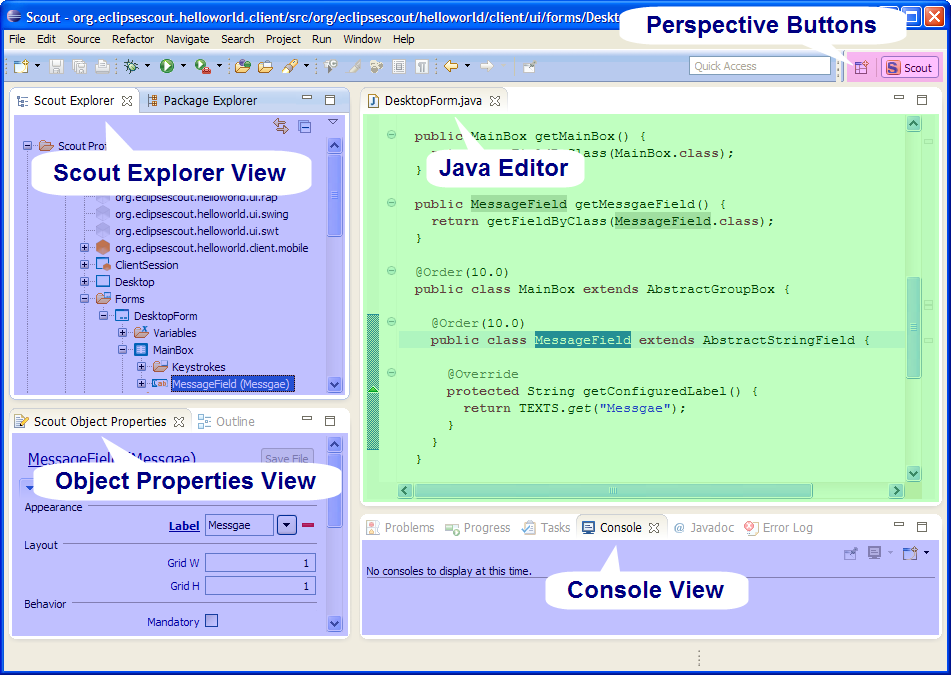 Scout - org.eclipsescout.helloworld.client/src/org/eclipsescout/helloworld/client/ui/forms/Deskt
Perspective Buttons
File Edit Source Refactor Navigate Search Project Run Window Help
Quick Access
Scout
Scout Explorer
Package Explorer
Scout Explorer View
org.eclipsescout.helloworld.ui.rap
org.eclipsescout.helloworld.ui.swing
org.eclipsescout.helloworld.ui.swt
org.eclipsescout.helloworld.client.mobile
ClientSession
Desktop
Forms
DesktopForm
Variables
MainBox
Keystrokes
MessageField (Messgae)
DesktopForm.java
Java Editor
public MainBox getMainBox() {
Class(MainBox.class);
}
public MessageField getMessgaeField() {
return getFieldByClass(MessageField.class);
}
@Order(10.0)
public class MainBox extends AbstractGroupBox {
@Order(10.0)
public class MessageField extends AbstractStringField {
@Override
protected String getConfiguredLabel() {
return TEXTS.get("Messgae");
}
}
}
Scout Object Properties
Outline
MessageField (Messgae)
Save File
Object Properties View
Appearance
Label Messgae
Layout
Grid W 1
Grid H 1
Behavior
Mandatory
Problems Progress Tasks Console @ Javadoc Error Log
No consoles to display at this time.
Console View